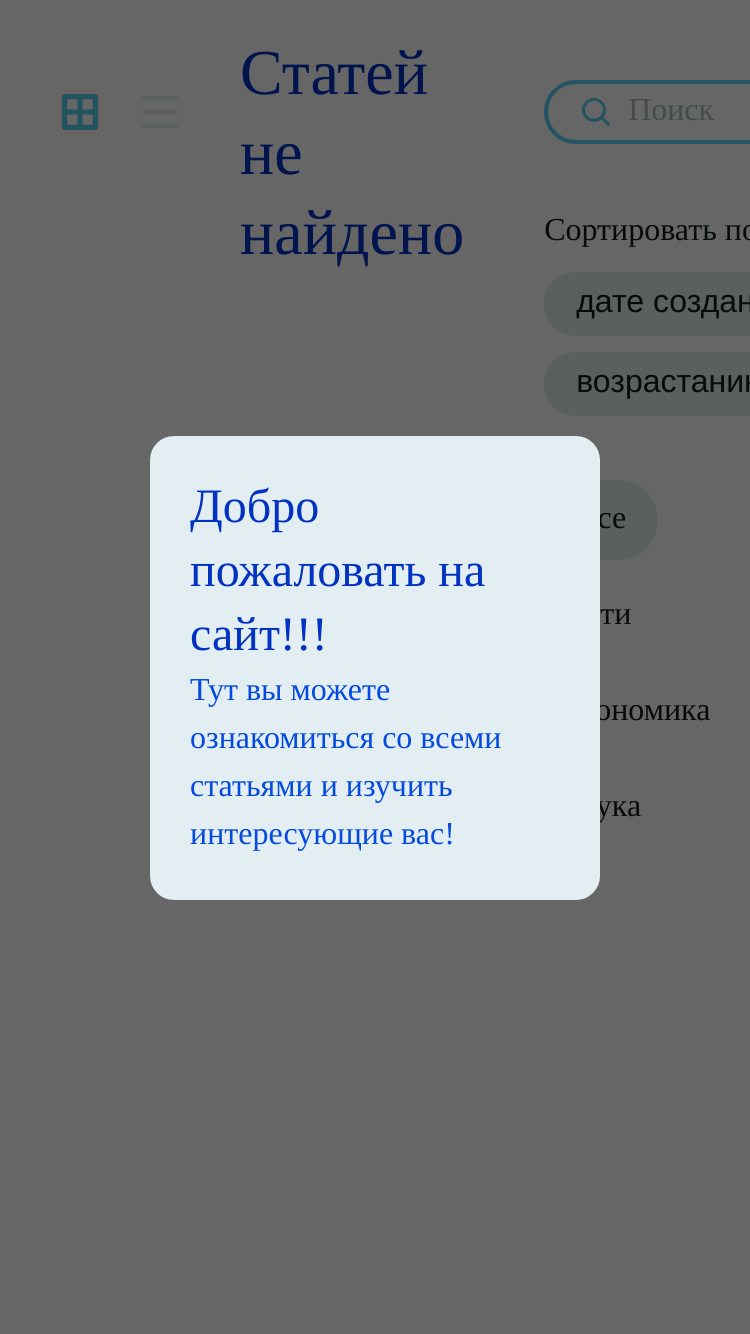 Статей
не
найдено
Поиск
Сортировать по
дате создан
возрастани
Добро
пожаловать на
сайт!!!
Тут вы можете
ознакомиться со всеми
статьями и изучить
интересующие вас!
се
ти
ономика
ука